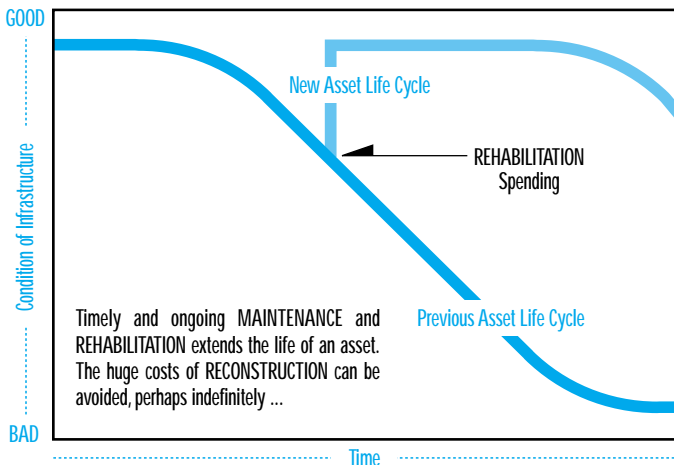 GOOD
New Asset Life Cycle
Condition of Infrastructure
REHABILITATION
Spending
Timely and ongoing MAINTENANCE and
REHABILITATION extends the life of an asset.
The huge costs of RECONSTRUCTION can be
avoided, perhaps indefinitely ...
Previous Asset Life Cycle
BAD
Time